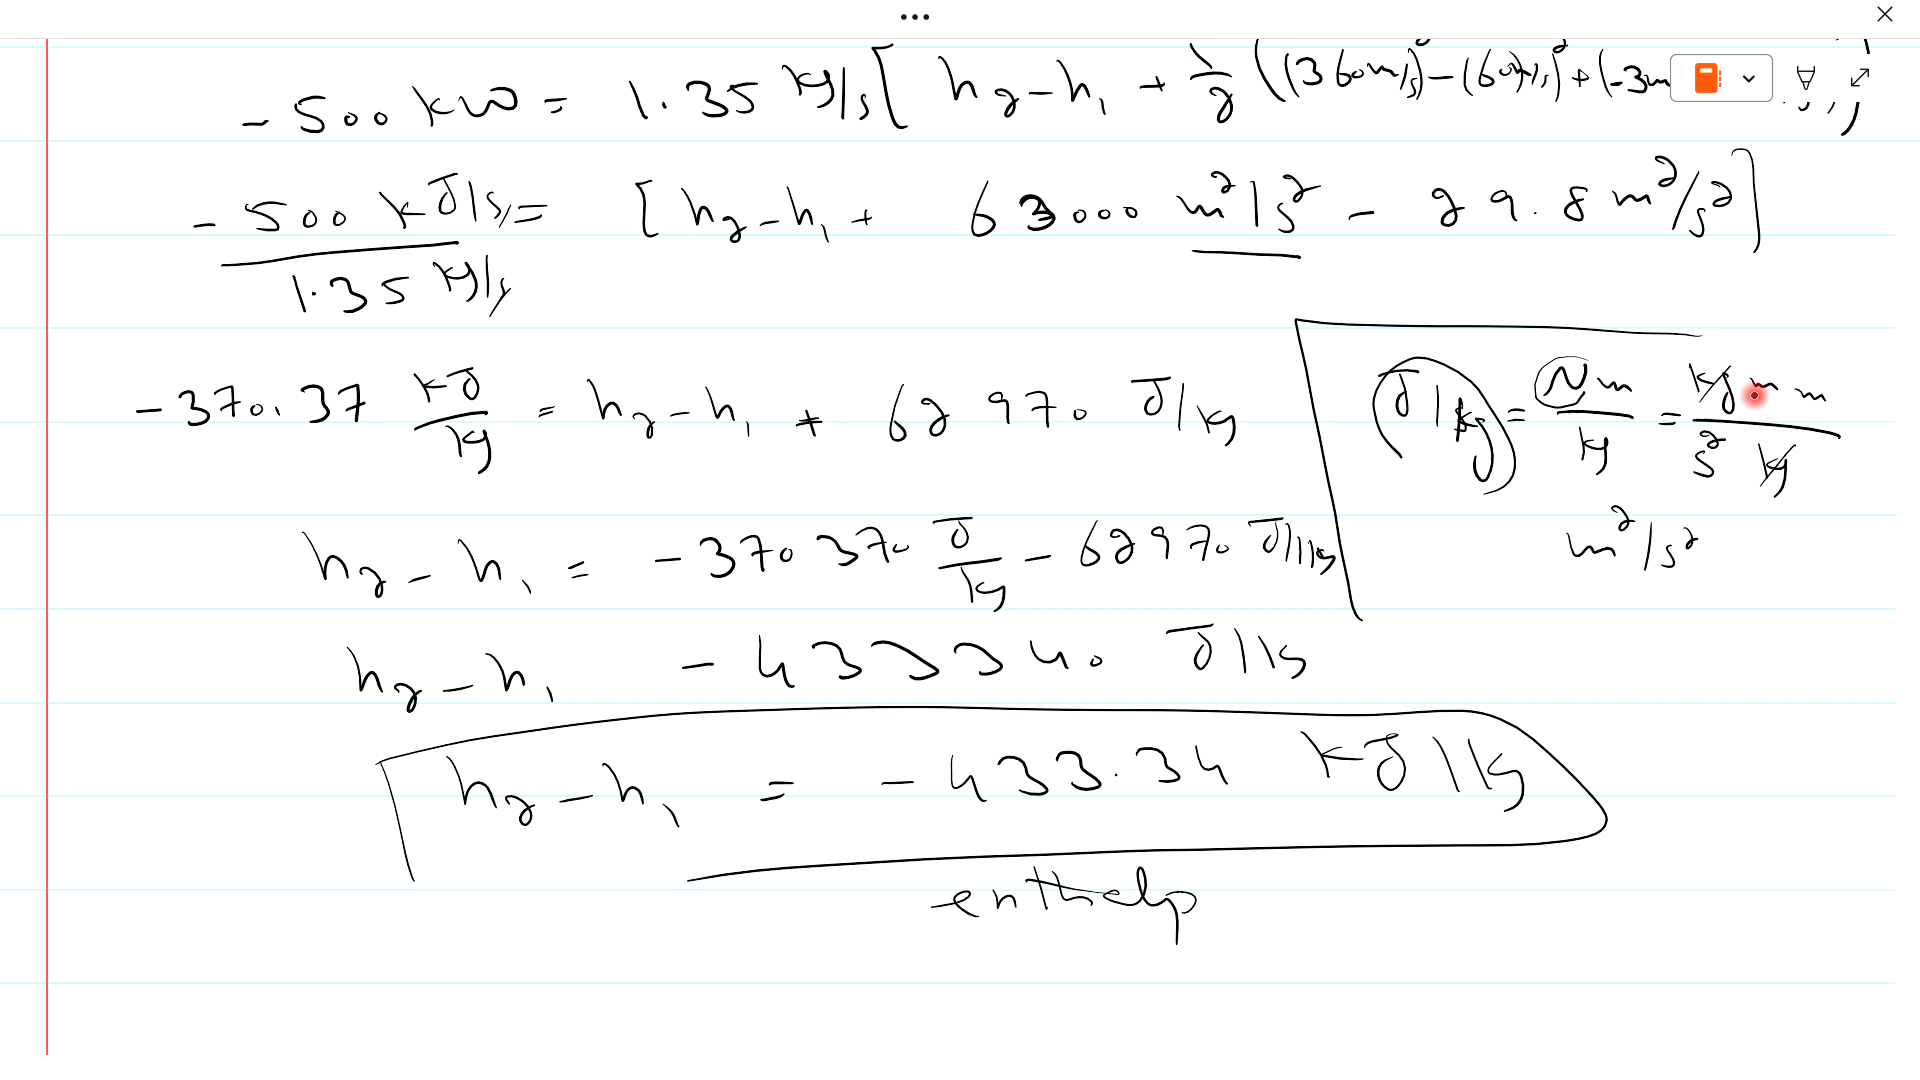 -500 kW = 1.35 kg/s [ h₂-h₁ + 1/2 ((360m/s)² - (60m/s)² + (-3m
-500 kJ/s / 1.35 kg/s = [ h₂-h₁ + 63000 m²/s² - 29.8 m²/s² ]
-370.37 kJ/kg = h₂-h₁ + 62970 J/kg
J/kg = Nm/kg = kg m m/s² kg
m²/s²
h₂-h₁ = -370370 J/kg - 62970 J/kg
h₂-h₁ -433340 J/kg
h₂-h₁ = -433.34 kJ/kg
enthalp